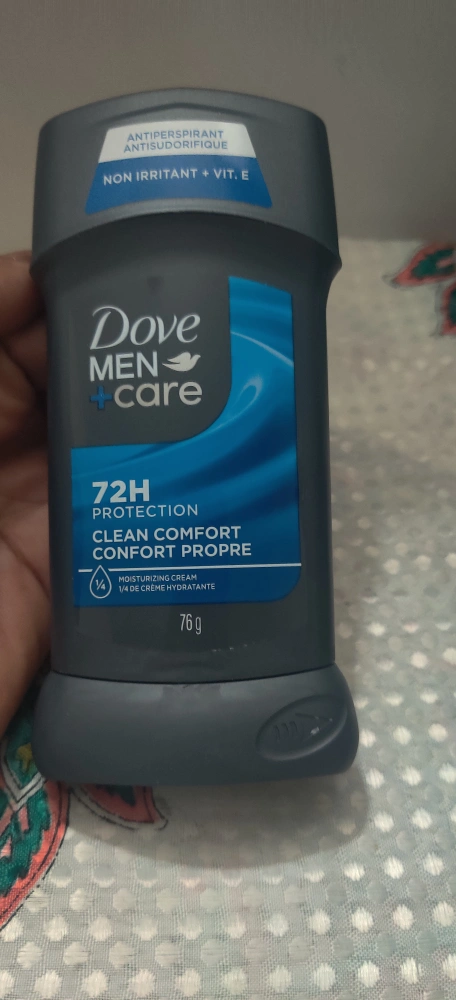 ANTIPERSPIRANT
ANTISUDORIFIQUE
NON IRRITANT + VIT. E
Dove
MEN
+care
72H
PROTECTION
CLEAN COMFORT
CONFORT PROPRE
1/4
MOISTURIZING CREAM
1/4 DE CRÈME HYDRATANTE
76 g